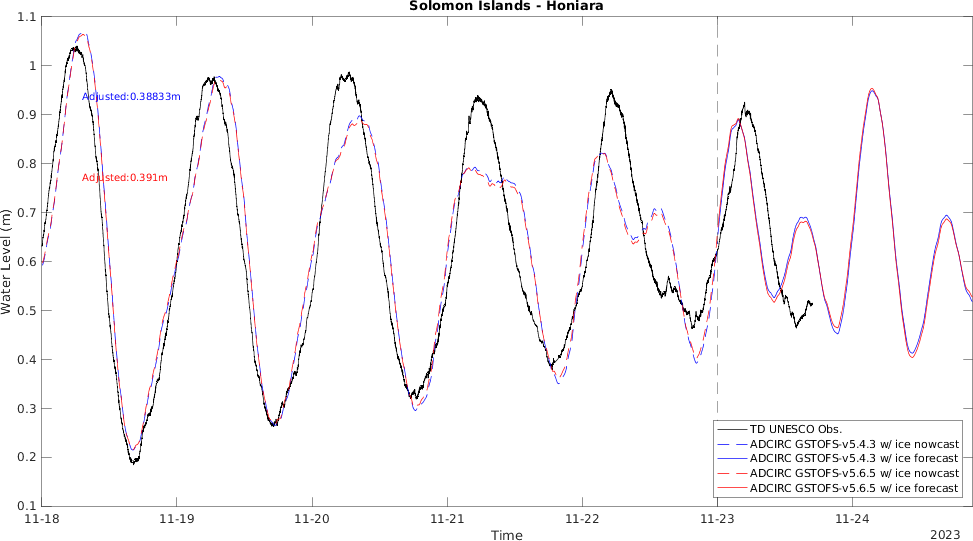 Solomon Islands - Honiara
1.1
1
0.9
0.8
0.7
0.6
0.5
0.4
0.3
0.2
0.1
Water Level (m)
Adjusted:0.38833m
Adjusted:0.391m
TD UNESCO Obs.
ADCIRC GSTOFS-v5.4.3 w/ ice nowcast
ADCIRC GSTOFS-v5.4.3 w/ ice forecast
ADCIRC GSTOFS-v5.6.5 w/ ice nowcast
ADCIRC GSTOFS-v5.6.5 w/ ice forecast
11-18 11-19 11-20 11-21 11-22 11-23 11-24
Time
2023